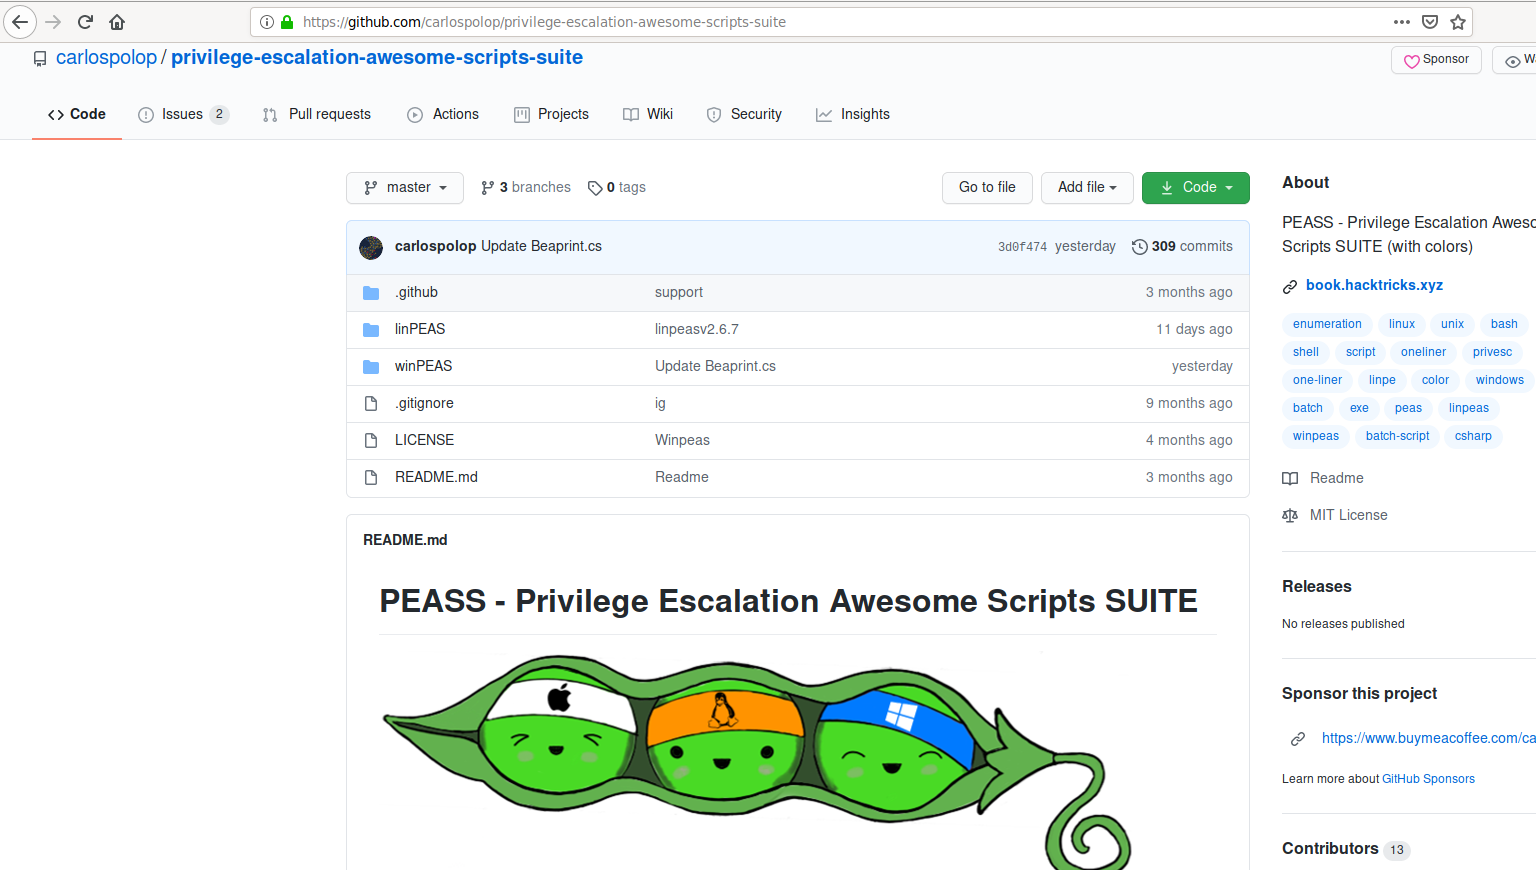 https://github.com/carlospolop/privilege-escalation-awesome-scripts-suite
carlospolop / privilege-escalation-awesome-scripts-suite
Sponsor
Wa
Code
Issues 2
Pull requests
Actions
Projects
Wiki
Security
Insights
master
3 branches
0 tags
Go to file
Add file
Code
carlospolop Update Beaprint.cs
3d0f474 yesterday
309 commits
.github support 3 months ago
linPEAS linpeasv2.6.7 11 days ago
winPEAS Update Beaprint.cs yesterday
.gitignore ig 9 months ago
LICENSE Winpeas 4 months ago
README.md Readme 3 months ago
README.md
PEASS - Privilege Escalation Awesome Scripts SUITE
About
PEASS - Privilege Escalation Aweso
Scripts SUITE (with colors)
book.hacktricks.xyz
enumeration linux unix bash
shell script oneliner privesc
one-liner linpe color windows
batch exe peas linpeas
winpeas batch-script csharp
Readme
MIT License
Releases
No releases published
Sponsor this project
https://www.buymeacoffee.com/ca
Learn more about GitHub Sponsors
Contributors 13